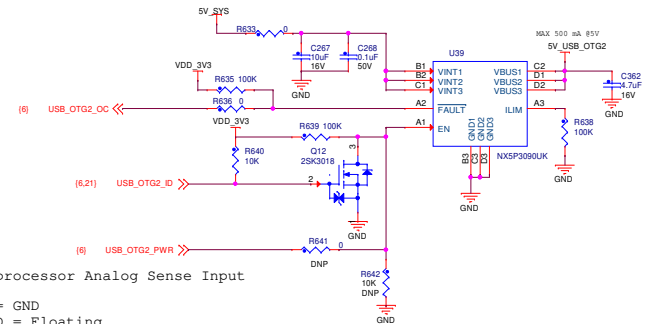 5V_SYS
R633 0
MAX 500 mA @5V
5V_USB_OTG2
C267
10uF
16V
C268
0.1uF
50V
U39
VDD_3V3
B1 VINT1 VBUS1 C2
B2 VINT2 VBUS2 D1
C1 VINT3 VBUS3 D2
C362
4.7uF
16V
R635 100K
GND
GND
{6} USB_OTG2_OC
R636 0
A2 FAULT ILIM A3
VDD_3V3
R639 100K
A1 EN
R638
100K
GND1
GND2
GND3
R640
10K
Q12
2SK3018
3
B3
C3
D3
NX5P3090UK
GND
{6,21} USB_OTG2_ID
2
GND
GND
R641 0
{6} USB_OTG2_PWR
DNP
processor Analog Sense Input
R642
10K
DNP
= GND
= Floating
GND